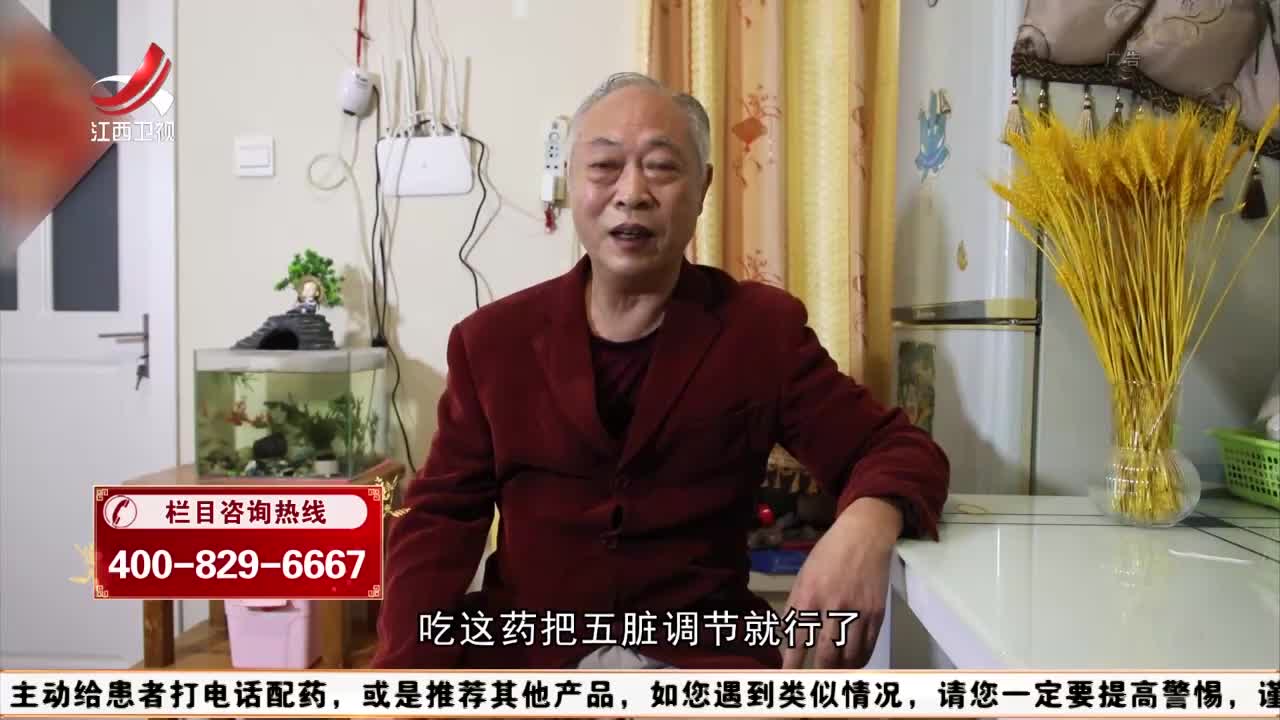 江西卫视
广告
栏目咨询热线
400-829-6667
吃这药把五脏调节就行了
主动给患者打电话配药，或是推荐其他产品，如您遇到类似情况，请您一定要提高警惕，谨